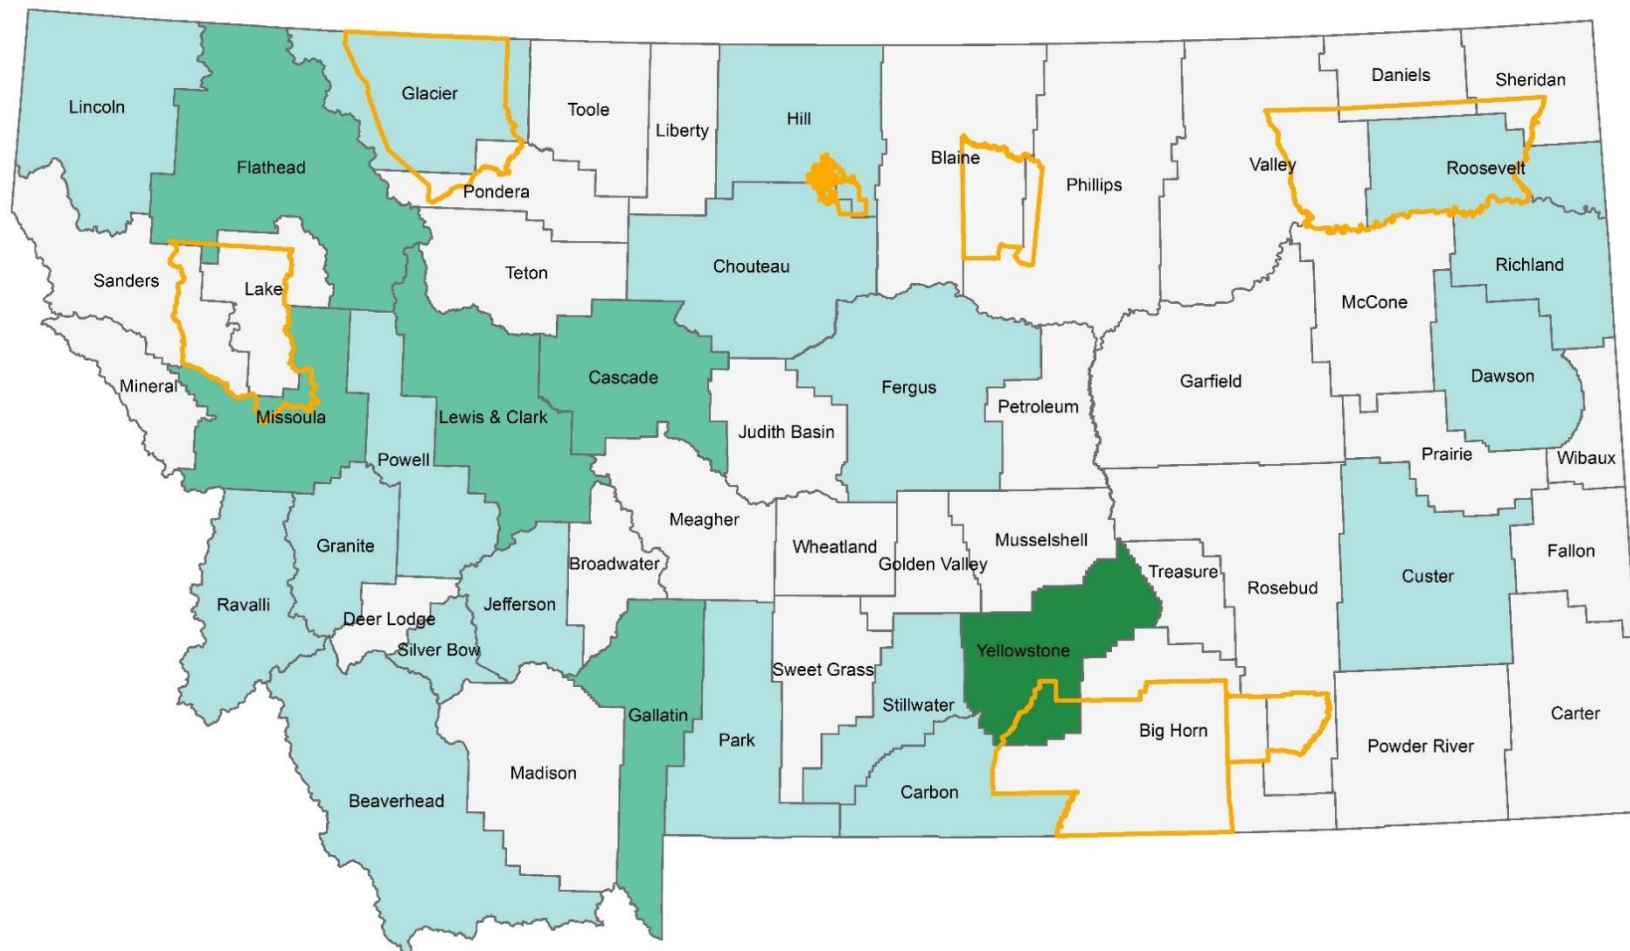 Daniels
Sheridan
Lincoln
Glacier
Toole
Liberty
Hill
Blaine
Phillips
Valley
Roosevelt
Flathead
Pondera
Teton
Chouteau
Richland
Sanders
Lake
McCone
Mineral
Cascade
Fergus
Garfield
Dawson
Missoula
Lewis & Clark
Judith Basin
Petroleum
Powell
Prairie
Wibaux
Meagher
Granite
Wheatland
Musselshell
Golden Valley
Broadwater
Treasure
Rosebud
Custer
Fallon
Ravalli
Deer Lodge
Jefferson
Silver Bow
Yellowstone
Sweet Grass
Stillwater
Gallatin
Park
Big Horn
Powder River
Carter
Madison
Beaverhead
Carbon